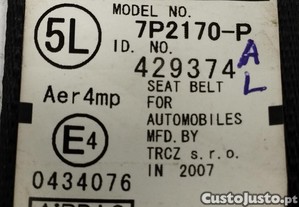 MODEL NO.
5L
7P2170-P
ID. NO.
429374
AL
Aer4mp
SEAT BELT
FOR
AUTOMOBILES
E4
MFD. BY
TRCZ s.r.o.
0434076
IN 2007
AIRBAG
CustoJusto.pt